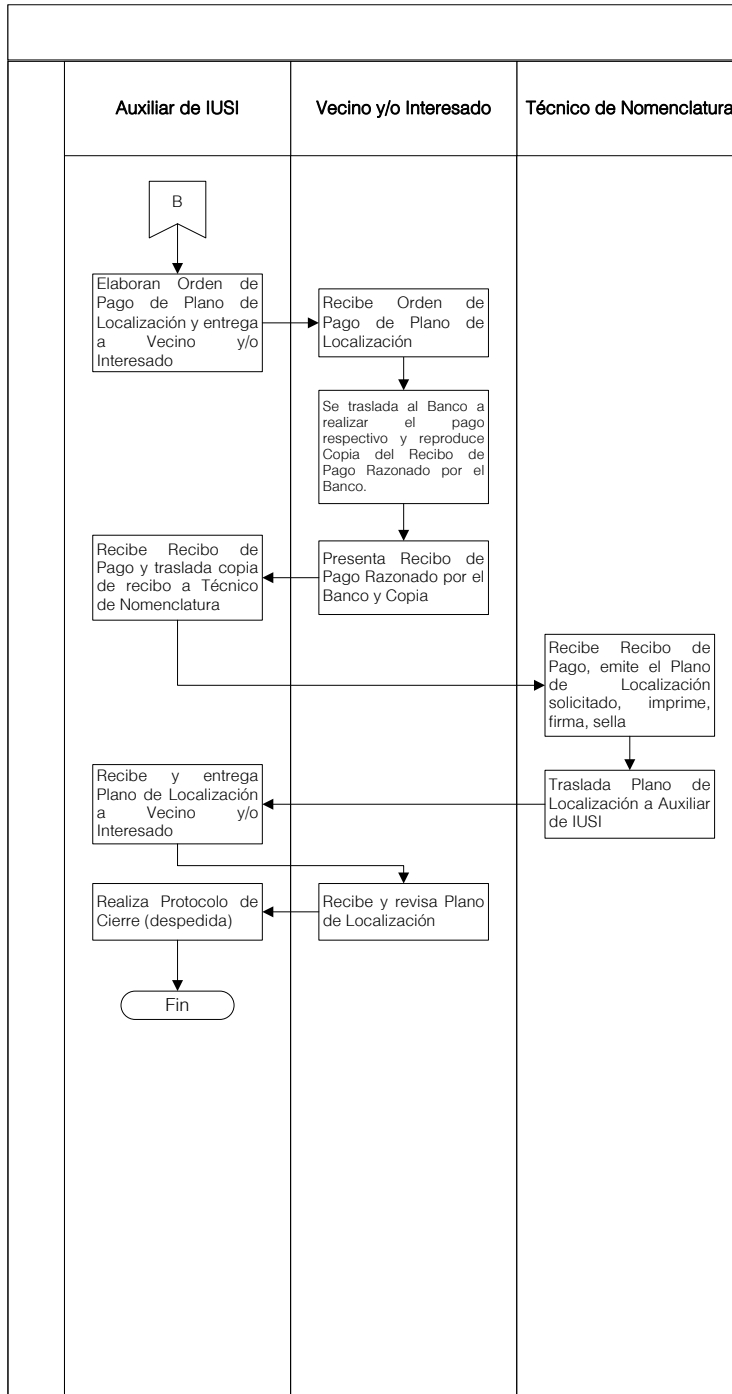 Auxiliar de IUSI
Vecino y/o Interesado
Técnico de Nomenclatura
B
Elaboran Orden de
Pago de Plano de
Localización y entrega
a Vecino y/o
Interesado
Recibe Orden de
Pago de Plano de
Localización
Se traslada al Banco a
realizar el pago
respectivo y reproduce
Copia del Recibo de
Pago Razonado por el
Banco.
Presenta Recibo de
Pago Razonado por el
Banco y Copia
Recibe Recibo de
Pago y traslada copia
de recibo a Técnico
de Nomenclatura
Recibe Recibo de
Pago, emite el Plano
de Localización
solicitado, imprime,
firma, sella
Traslada Plano de
Localización a Auxiliar
de IUSI
Recibe y entrega
Plano de Localización
a Vecino y/o
Interesado
Recibe y revisa Plano
de Localización
Realiza Protocolo de
Cierre (despedida)
Fin